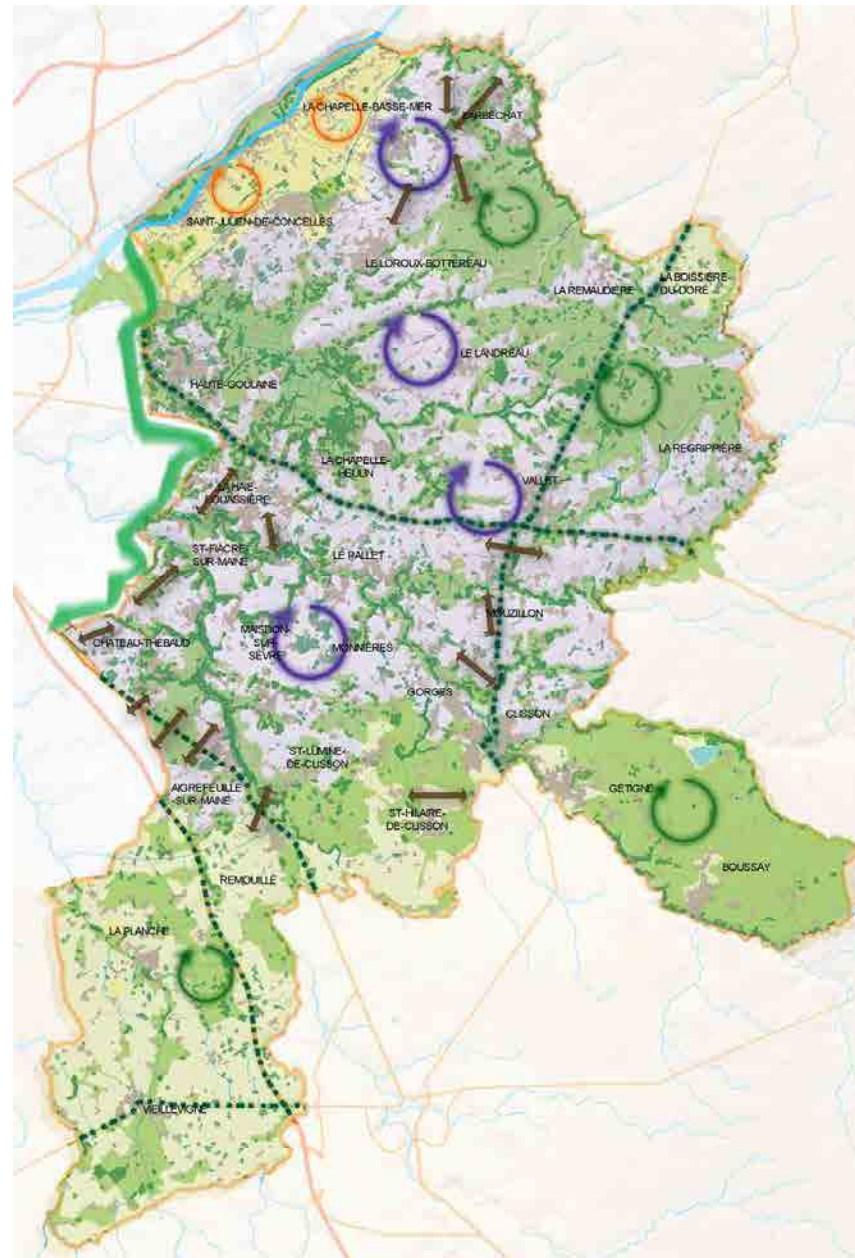 LA CHAPELLE-BASSE-MER
BARBECHAT
SAINT-JULIEN-DE-CONCELLES
LE LOROUX-BOTTEREAU
LA REMAUDIÈRE
LA BOISSIÈRE-
DU-DORÉ
LE LANDREAU
HAUTE-GOULAINE
LA REGRIPPIÈRE
LA CHAPELLE-
HEULIN
VALLET
LA HAIE-
FOUASSIÈRE
ST-FIACRE-
SUR-MAINE
LE PALLET
MOUZILLON
CHATEAU-THEBAUD
MAISDON-
SUR-
SÈVRE
MONNIÈRES
GORGES
CLISSON
ST-LUMINE-
DE-CLISSON
AIGREFEUILLE
-SUR-MAINE
ST-HILAIRE-
DE-CLISSON
GÉTIGNÉ
BOUSSAY
REMOUILLÉ
LA PLANCHE
VIEILLEVIGNE